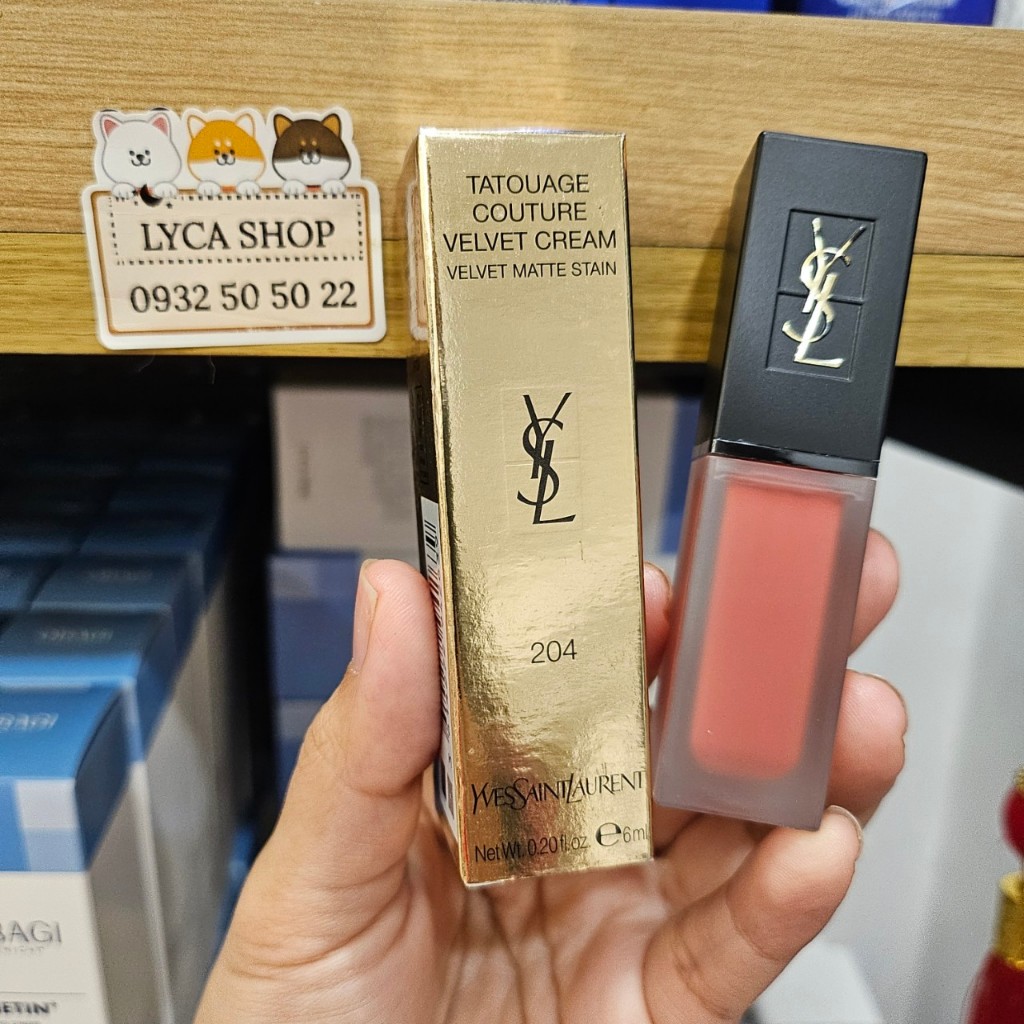 LYCA SHOP
0932 50 50 22
TATOUAGE
COUTURE
VELVET CREAM
VELVET MATTE STAIN
YSL
204
YVESSAINTLAURENT
Net Wt. 0.20 fl.oz. e 6ml
YSL
BAGI